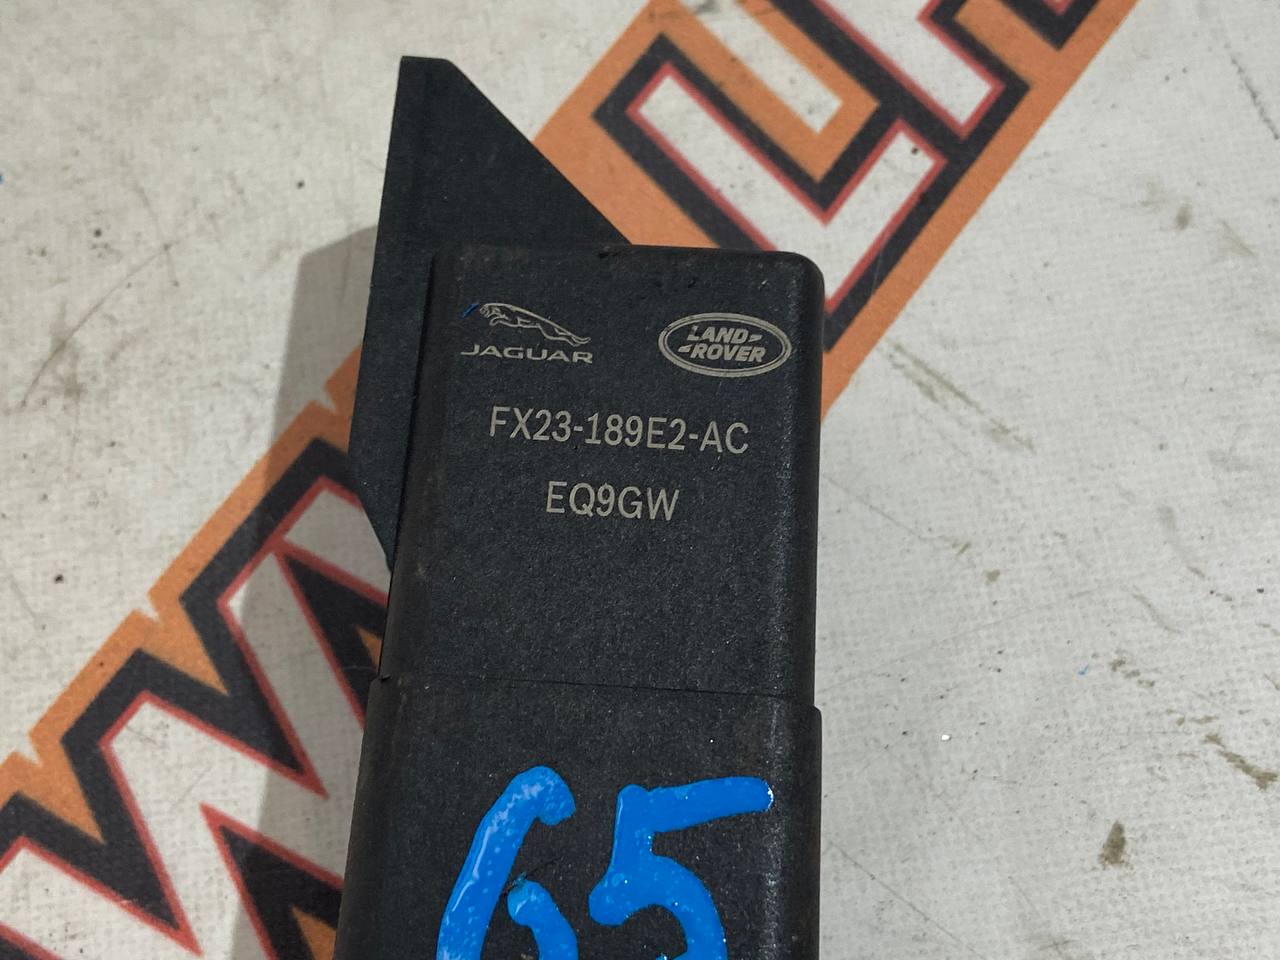 JAGUAR
LAND-
-ROVER
FX23-189E2-AC
EQ9GW
65